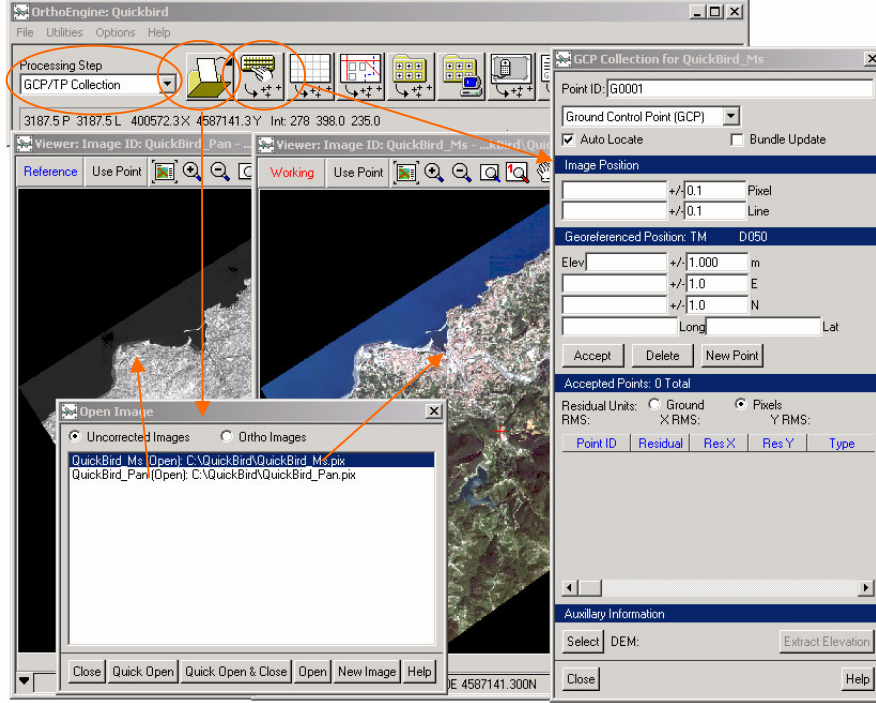 OrthoEngine: Quickbird
File Utilities Options Help
Processing Step
GCP/TP Collection
3187.5 P 3187.5 L 400572.3 X 4587141.3 Y Int: 278 398.0 235.0
Viewer: Image ID: QuickBird_Pan - ...
Reference Use Point
Viewer: Image ID: QuickBird_Ms - ...kBird\Quic
Working Use Point
E 4587141.300N
Open Image
Uncorrected Images Ortho Images
QuickBird_Ms (Open): C:\QuickBird\QuickBird_Ms.pix
QuickBird_Pan (Open): C:\QuickBird\QuickBird_Pan.pix
Close Quick Open Quick Open & Close Open New Image Help
GCP Collection for QuickBird_Ms
Point ID: G0001
Ground Control Point (GCP)
Auto Locate Bundle Update
Image Position
+/- 0.1 Pixel
+/- 0.1 Line
Georeferenced Position: TM D050
Elev +/- 1.000 m
+/- 1.0 E
+/- 1.0 N
Long Lat
Accept Delete New Point
Accepted Points: 0 Total
Residual Units: Ground Pixels
RMS: X RMS: Y RMS:
Point ID Residual Res X Res Y Type
Auxillary Information
Select DEM: Extract Elevation
Close Help